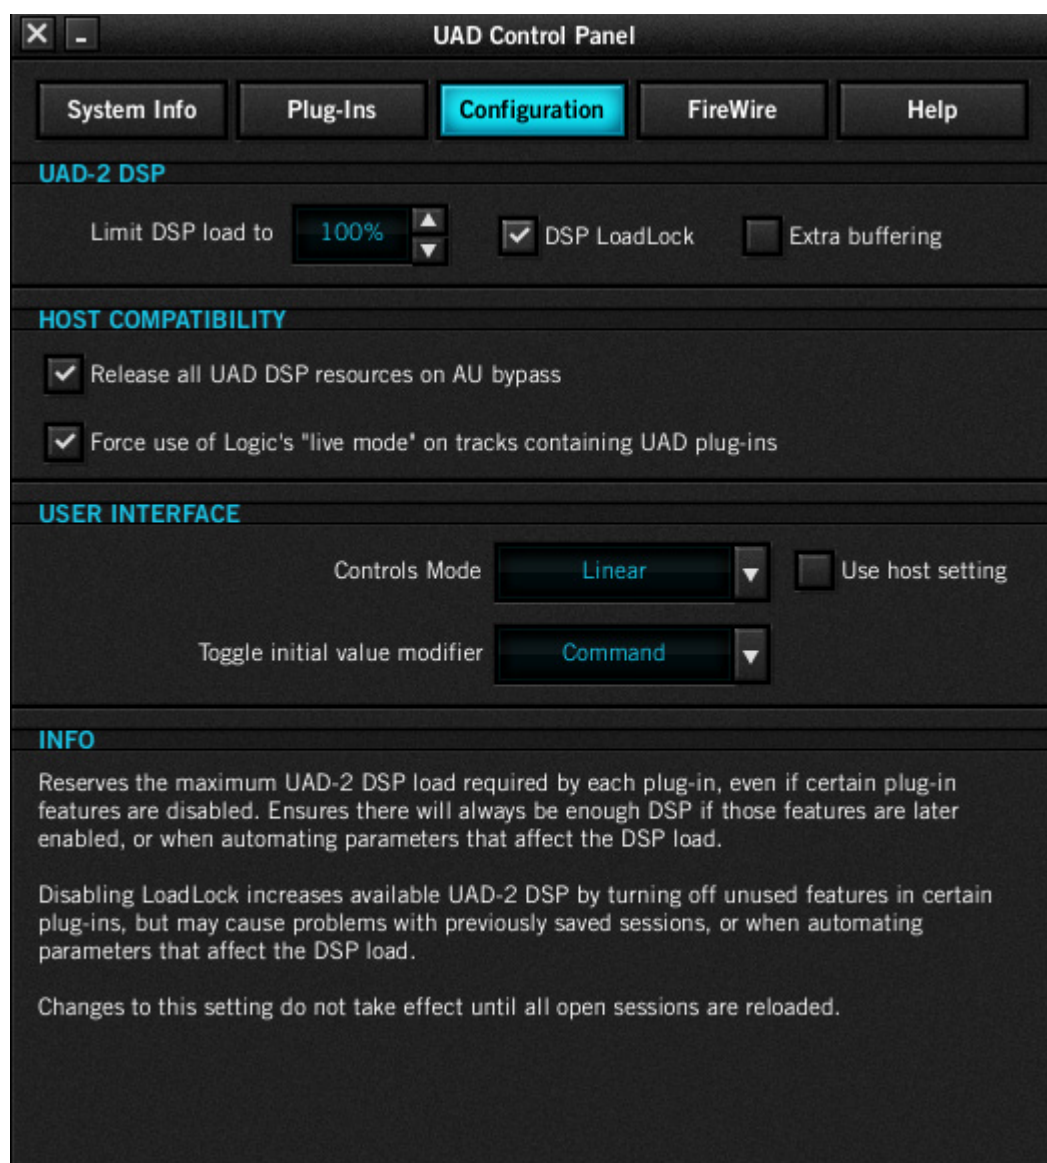 UAD Control Panel
System Info Plug-Ins Configuration FireWire Help
UAD-2 DSP
Limit DSP load to 100% DSP LoadLock Extra buffering
HOST COMPATIBILITY
Release all UAD DSP resources on AU bypass
Force use of Logic's "live mode" on tracks containing UAD plug-ins
USER INTERFACE
Controls Mode Linear Use host setting
Toggle initial value modifier Command
INFO
Reserves the maximum UAD-2 DSP load required by each plug-in, even if certain plug-in
features are disabled. Ensures there will always be enough DSP if those features are later
enabled, or when automating parameters that affect the DSP load.
Disabling LoadLock increases available UAD-2 DSP by turning off unused features in certain
plug-ins, but may cause problems with previously saved sessions, or when automating
parameters that affect the DSP load.
Changes to this setting do not take effect until all open sessions are reloaded.